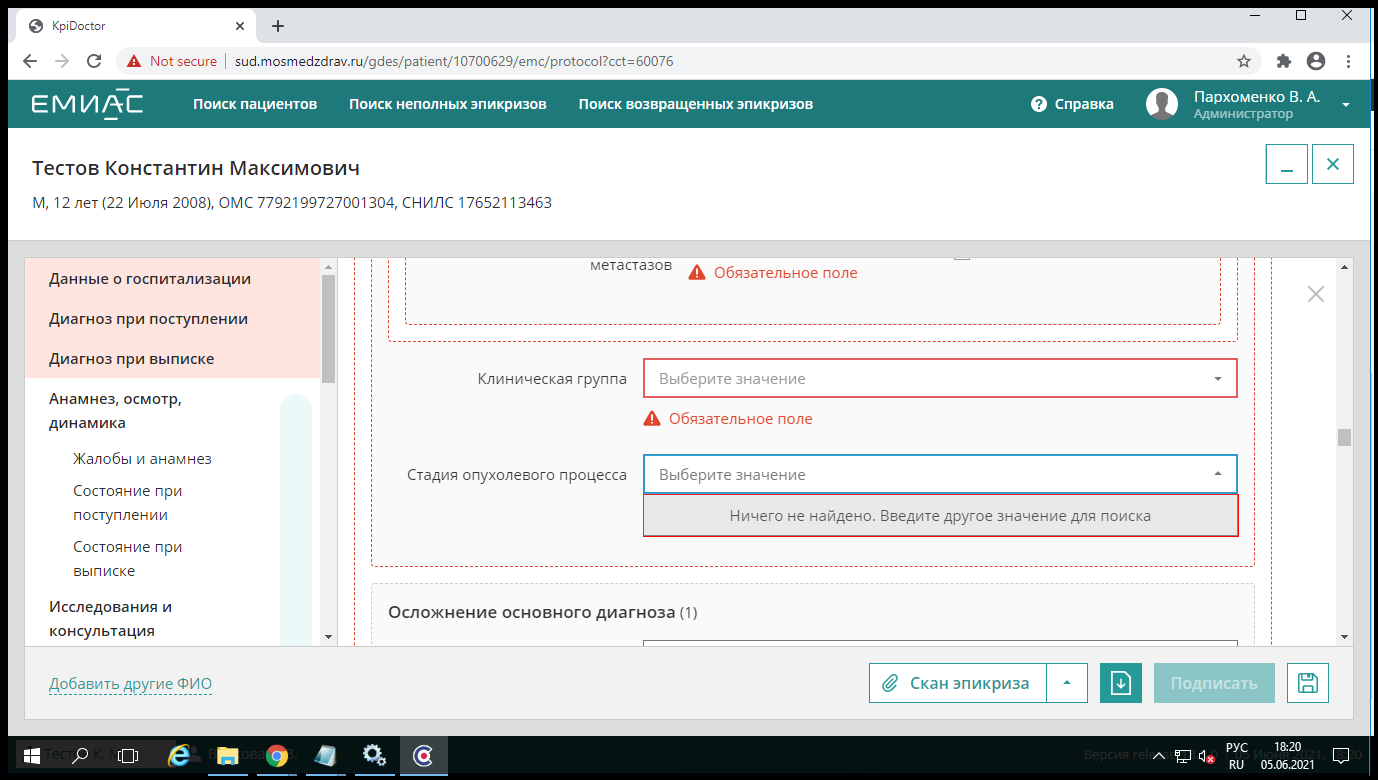 KpiDoctor
Not secure
sud.mosmedzdrav.ru/gdes/patient/10700629/emc/protocol?cct=60076
ЕМИАС
Поиск пациентов
Поиск неполных эпикризов
Поиск возвращенных эпикризов
Справка
Пархоменко В. А.
Администратор
Тестов Константин Максимович
М, 12 лет (22 Июля 2008), ОМС 7792199727001304, СНИЛС 17652113463
Данные о госпитализации
Диагноз при поступлении
Диагноз при выписке
Анамнез, осмотр,
динамика
Жалобы и анамнез
Состояние при
поступлении
Состояние при
выписке
Исследования и
консультация
метастазов
Обязательное поле
Клиническая группа
Выберите значение
Обязательное поле
Стадия опухолевого процесса
Выберите значение
Ничего не найдено. Введите другое значение для поиска
Осложнение основного диагноза (1)
Добавить другие ФИО
Скан эпикриза
Подписать
РУС
RU
18:20
05.06.2021